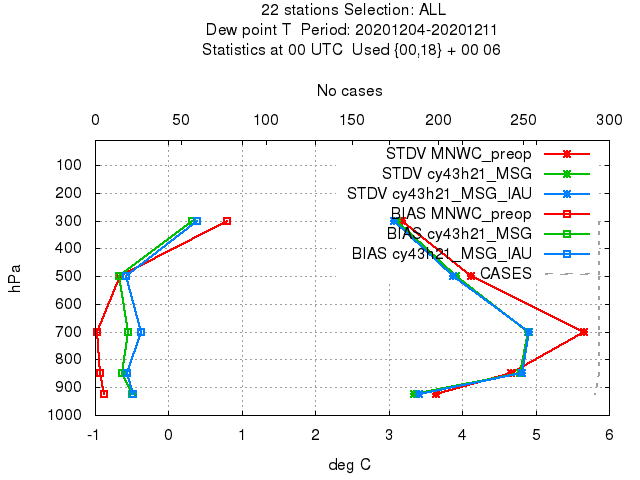 22 stations Selection: ALL
Dew point T  Period: 20201204-20201211
Statistics at 00 UTC  Used {00,18} + 00 06
No cases
0 50 100 150 200 250 300
STDV MNWC_preop
STDV cy43h21_MSG
STDV cy43h21_MSG_IAU
BIAS MNWC_preop
BIAS cy43h21_MSG
BIAS cy43h21_MSG_IAU
CASES
hPa
100
200
300
400
500
600
700
800
900
1000
-1 0 1 2 3 4 5 6
deg C